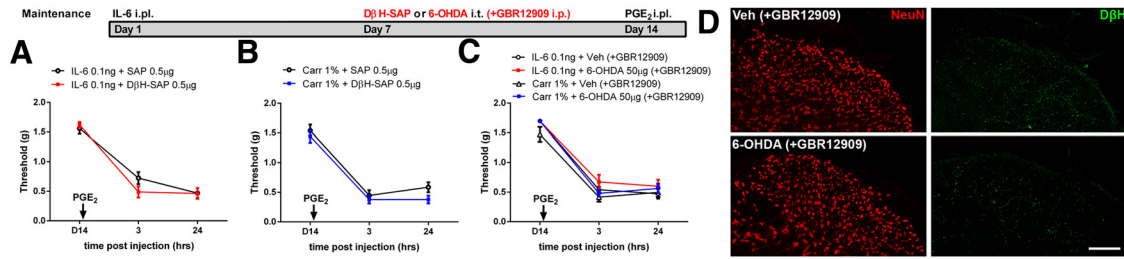 Maintenance
IL-6 i.pl.
DβH-SAP or 6-OHDA i.t. (+GBR12909 i.p.)
PGE2 i.pl.
Day 1
Day 7
Day 14
A
IL-6 0.1ng + SAP 0.5µg
IL-6 0.1ng + DβH-SAP 0.5µg
Threshold (g)
2.0
1.5
1.0
0.5
0.0
PGE2
D14
3
24
time post injection (hrs)
B
Carr 1% + SAP 0.5µg
Carr 1% + DβH-SAP 0.5µg
Threshold (g)
2.0
1.5
1.0
0.5
0.0
PGE2
D14
3
24
time post injection (hrs)
C
IL-6 0.1ng + Veh (+GBR12909)
IL-6 0.1ng + 6-OHDA 50µg (+GBR12909)
Carr 1% + Veh (+GBR12909)
Carr 1% + 6-OHDA 50µg (+GBR12909)
Threshold (g)
2.0
1.5
1.0
0.5
0.0
PGE2
D14
3
24
time post injection (hrs)
D
Veh (+GBR12909)
NeuN
DβH
6-OHDA (+GBR12909)